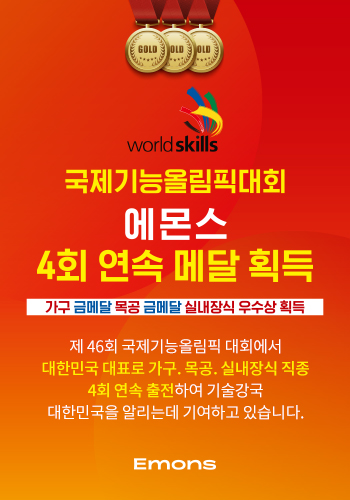 GOLD GOLD GOLD
worldskills
국제기능올림픽대회
에몬스
4회 연속 메달 획득
가구 금메달 목공 금메달 실내장식 우수상 획득
제 46회 국제기능올림픽 대회에서
대한민국 대표로 가구. 목공. 실내장식 직종
4회 연속 출전하여 기술강국
대한민국을 알리는데 기여하고 있습니다.
Emons